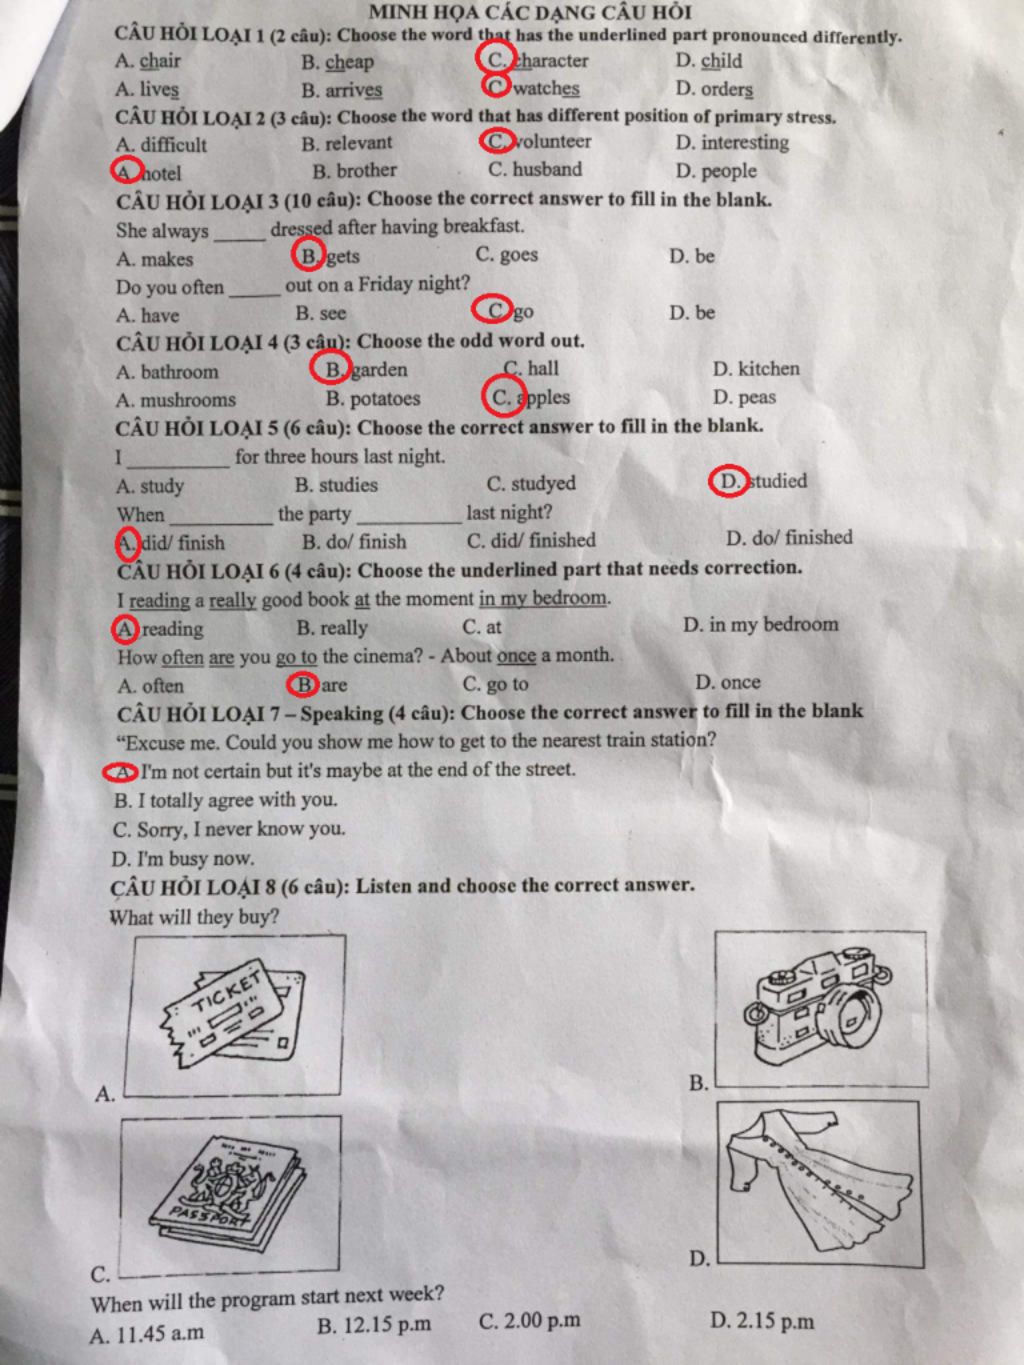 MINH HỌA CÁC DẠNG CÂU HỎI
CÂU HỎI LOẠI 1 (2 câu): Choose the word that has the underlined part pronounced differently.
A. chair B. cheap C. character D. child
A. lives B. arrives C watches D. orders
CÂU HỎI LOẠI 2 (3 câu): Choose the word that has different position of primary stress.
A. difficult B. relevant C. volunteer D. interesting
A hotel B. brother C. husband D. people
CÂU HỎI LOẠI 3 (10 câu): Choose the correct answer to fill in the blank.
She always _____ dressed after having breakfast.
A. makes B. gets C. goes D. be
Do you often _____ out on a Friday night?
A. have B. see C go D. be
CÂU HỎI LOẠI 4 (3 câu): Choose the odd word out.
A. bathroom B. garden C. hall D. kitchen
A. mushrooms B. potatoes C. apples D. peas
CÂU HỎI LOẠI 5 (6 câu): Choose the correct answer to fill in the blank.
I __________ for three hours last night.
A. study B. studies C. studyed D. studied
When __________ the party __________ last night?
A. did/ finish B. do/ finish C. did/ finished D. do/ finished
CÂU HỎI LOẠI 6 (4 câu): Choose the underlined part that needs correction.
I reading a really good book at the moment in my bedroom.
A reading B. really C. at D. in my bedroom
How often are you go to the cinema? - About once a month.
A. often B are C. go to D. once
CÂU HỎI LOẠI 7 – Speaking (4 câu): Choose the correct answer to fill in the blank
“Excuse me. Could you show me how to get to the nearest train station?
A I'm not certain but it's maybe at the end of the street.
B. I totally agree with you.
C. Sorry, I never know you.
D. I'm busy now.
CÂU HỎI LOẠI 8 (6 câu): Listen and choose the correct answer.
What will they buy?
TICKET
A. B.
PASSPORT
C. D.
When will the program start next week?
A. 11.45 a.m B. 12.15 p.m C. 2.00 p.m D. 2.15 p.m